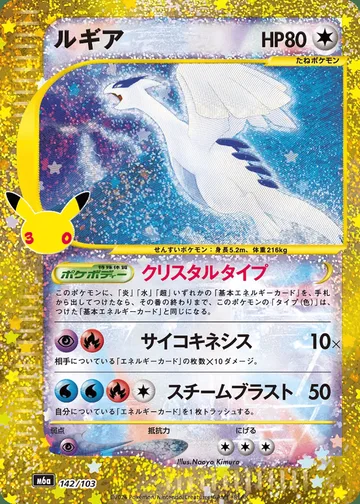 ルギア HP80
たねポケモン
せんすいポケモン：身長5.2m、体重216kg
30
特殊体質
ポケボディー クリスタルタイプ
このポケモンに、「炎」「水」「超」いずれかの「基本エネルギーカード」を、手札
から出してつけたなら、その番の終わりまで、このポケモンの「タイプ(色)」は、
つけた「基本エネルギーカード」と同じになる。
サイコキネシス 10×
相手についている「エネルギーカード」の枚数×10ダメージ。
スチームブラスト 50
自分についている「エネルギーカード」を1枚トラッシュする。
弱点 抵抗力 にげる
Illus.Naoyo Kimura
m6a 142/103